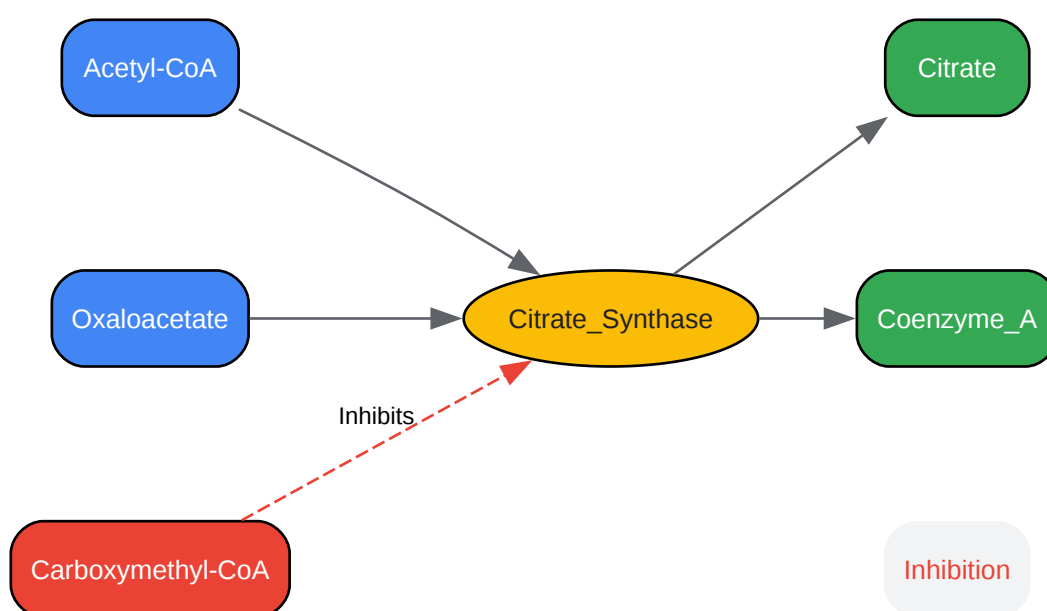 Acetyl-CoA
Citrate
Oxaloacetate
Citrate_Synthase
Coenzyme_A
Inhibits
Carboxymethyl-CoA
Inhibition